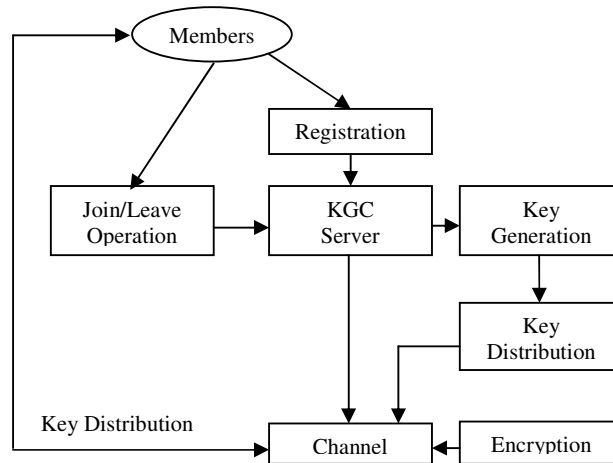 Members
Registration
Join/Leave
Operation
KGC
Server
Key
Generation
Key
Distribution
Key Distribution
Channel
Encryption